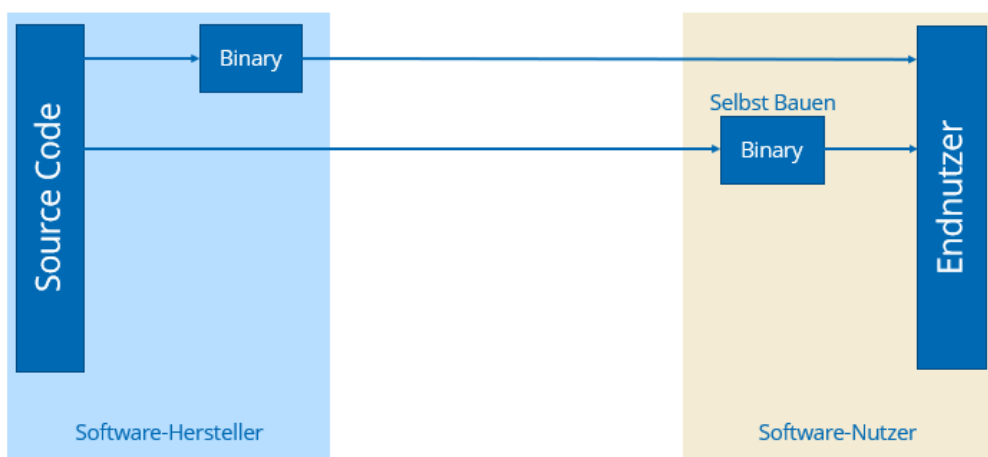 Source Code
Binary
Selbst Bauen
Binary
Endnutzer
Software-Hersteller
Software-Nutzer